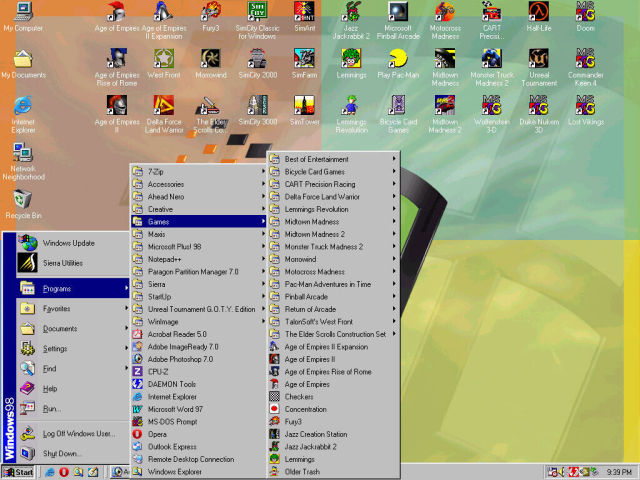 My Computer
Age of Empires
Age of Empires
II Expansion
Fury3
SimCity Classic
for Windows
SimAnt
Jazz
Jackrabbit 2
Microsoft
Pinball Arcade
Motocross
Madness
CART
Precisi...
Half-Life
Doom
My Documents
Age of Empires
Rise of Rome
West Front
Morrowind
SimCity 2000
SimFarm
Lemmings
Play Pac-Man
Midtown
Madness
Monster Truck
Madness 2
Unreal
Tournament
Commander
Keen 4
Internet
Explorer
Age of Empires
II
Delta Force
Land Warrior
The Elder
Scrolls Co...
SimCity 3000
SimTower
Lemmings
Revolution
Bicycle Card
Games
Midtown
Madness 2
Wolfenstein
3-D
Duke Nukem
3D
Lost Vikings
Network
Neighborhood
Recycle Bin
Windows Update
Sierra Utilities
Programs
Favorites
Documents
Settings
Find
Help
Run...
Log Off Windows User...
Shut Down...
Windows98
7-Zip
Accessories
Ahead Nero
Creative
Games
Maxis
Microsoft Plus! 98
Notepad++
Paragon Partition Manager 7.0
Sierra
StartUp
Unreal Tournament G.O.T.Y. Edition
WinImage
Acrobat Reader 5.0
Adobe ImageReady 7.0
Adobe Photoshop 7.0
CPU-Z
DAEMON Tools
Internet Explorer
Microsoft Word 97
MS-DOS Prompt
Opera
Outlook Express
Remote Desktop Connection
Windows Explorer
Best of Entertainment
Bicycle Card Games
CART Precision Racing
Delta Force Land Warrior
Lemmings Revolution
Midtown Madness
Midtown Madness 2
Monster Truck Madness 2
Morrowind
Motocross Madness
Pac-Man Adventures in Time
Pinball Arcade
Return of Arcade
TalonSoft's West Front
The Elder Scrolls Construction Set
Age of Empires II Expansion
Age of Empires II
Age of Empires Rise of Rome
Age of Empires
Checkers
Concentration
Fury3
Jazz Creation Station
Jazz Jackrabbit 2
Lemmings
Older Trash
Start
9:39 PM